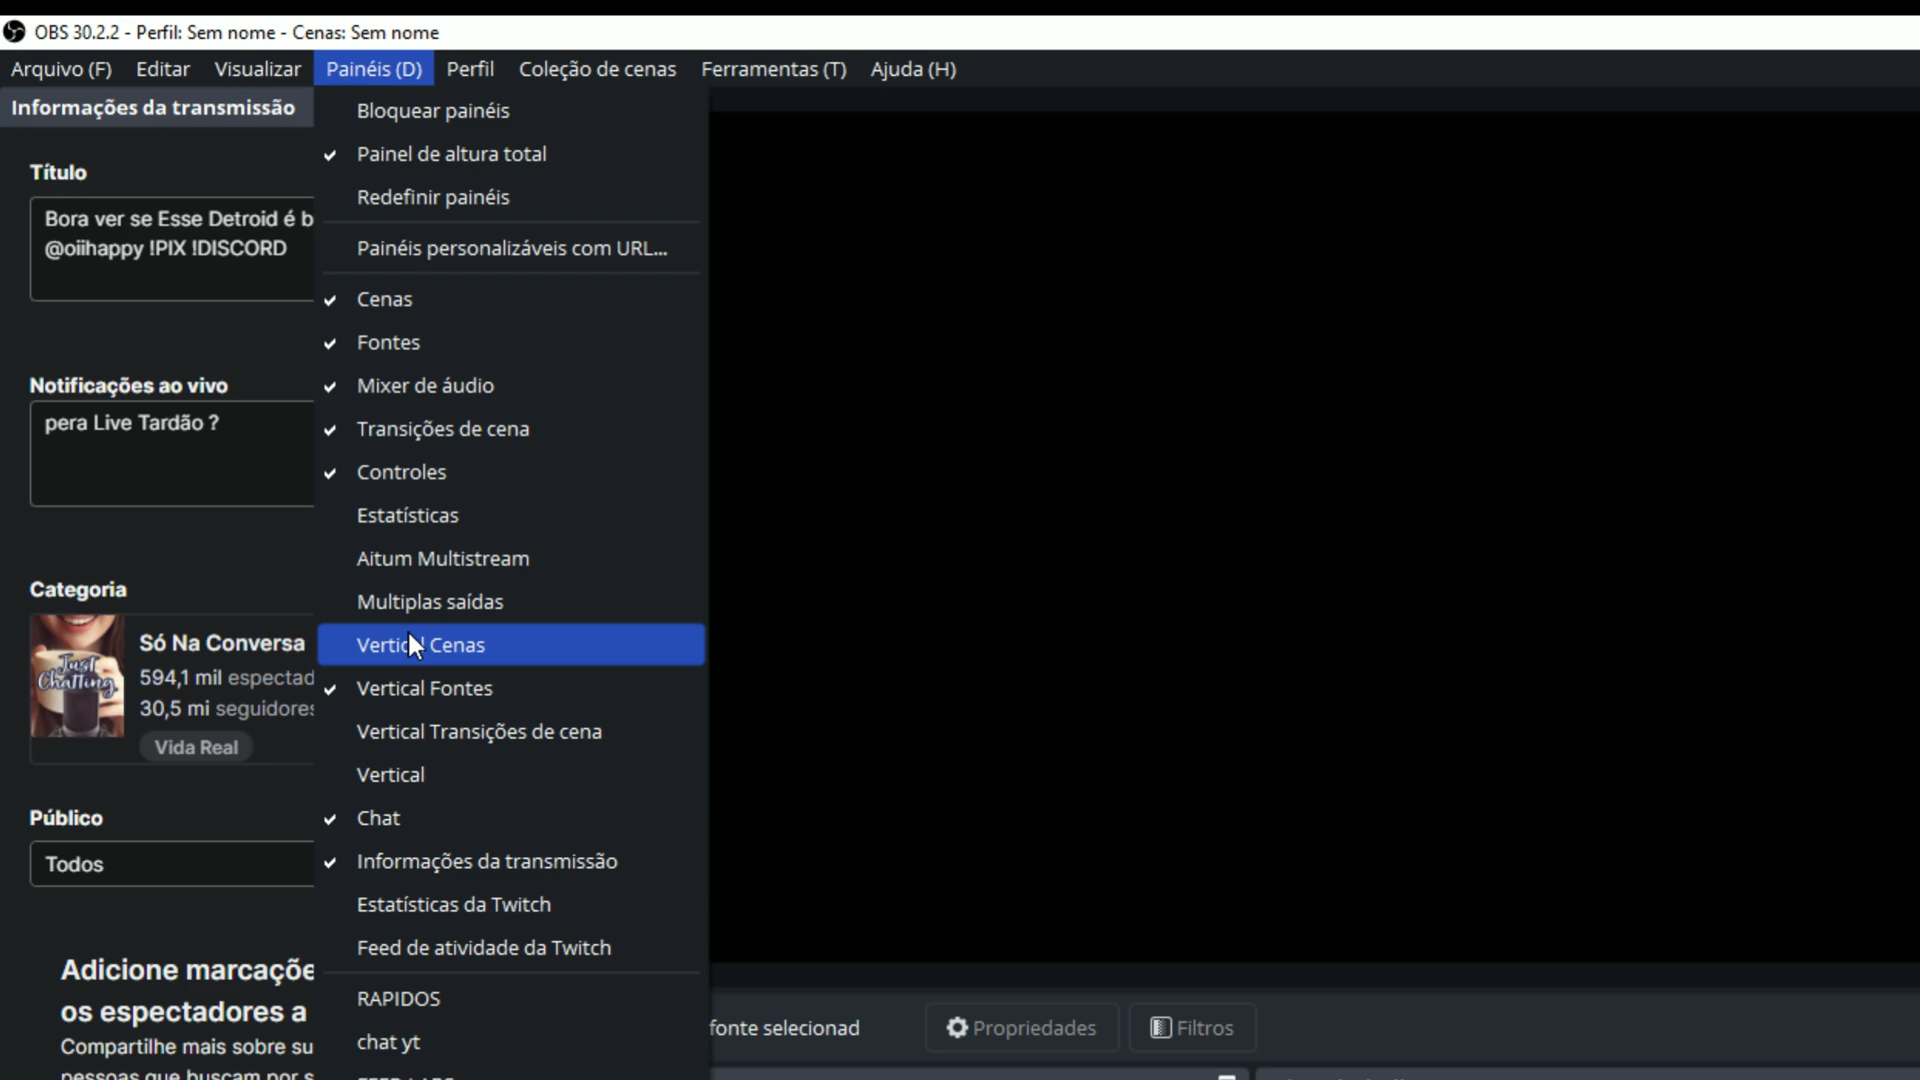 OBS 30.2.2 - Perfil: Sem nome - Cenas: Sem nome
Arquivo (F) Editar Visualizar Painéis (D) Perfil Coleção de cenas Ferramentas (T) Ajuda (H)
Informações da transmissão
Título
Bora ver se Esse Detroid é b
@oiihappy !PIX !DISCORD
Notificações ao vivo
pera Live Tardão ?
Categoria
Just
Chatting
Só Na Conversa
594,1 mil espectad
30,5 mi seguidores
Vida Real
Público
Todos
Adicione marcaçõe
os espectadores a
Compartilhe mais sobre su
pessoas que buscam por s
Bloquear painéis
Painel de altura total
Redefinir painéis
Painéis personalizáveis com URL...
Cenas
Fontes
Mixer de áudio
Transições de cena
Controles
Estatísticas
Aitum Multistream
Multiplas saídas
Vertical Cenas
Vertical Fontes
Vertical Transições de cena
Vertical
Chat
Informações da transmissão
Estatísticas da Twitch
Feed de atividade da Twitch
RAPIDOS
chat yt
fonte selecionad
Propriedades
Filtros